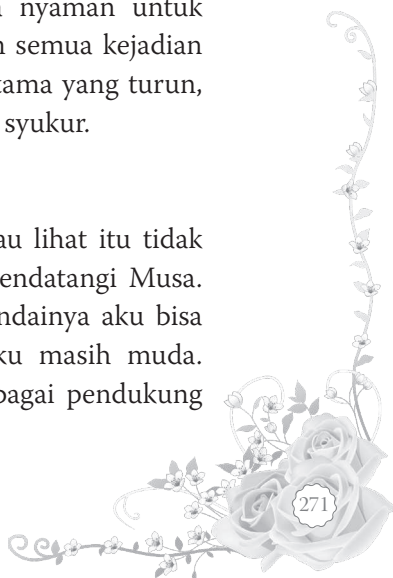 nyaman untuk
semua kejadian
tama yang turun,
syukur.
au lihat itu tidak
endatangi Musa.
ndainya aku bisa
ku masih muda.
bagai pendukung
271